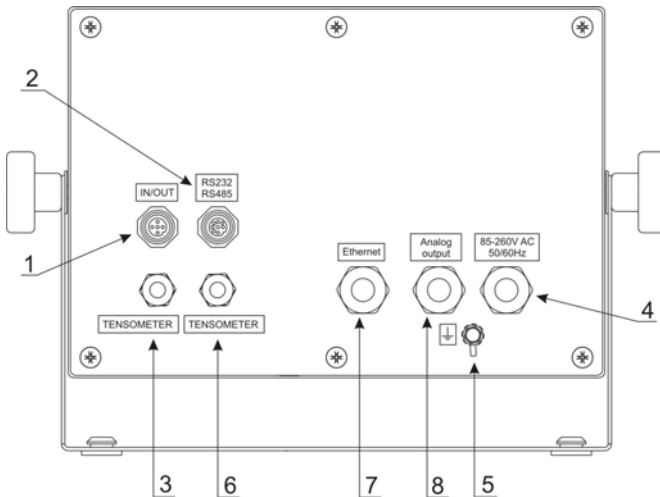 2
IN/OUT
RS232
RS485
1
Ethernet
Analog
output
85-260V AC
50/60Hz
4
TENSOMETER
TENSOMETER
3
6
7
8
5